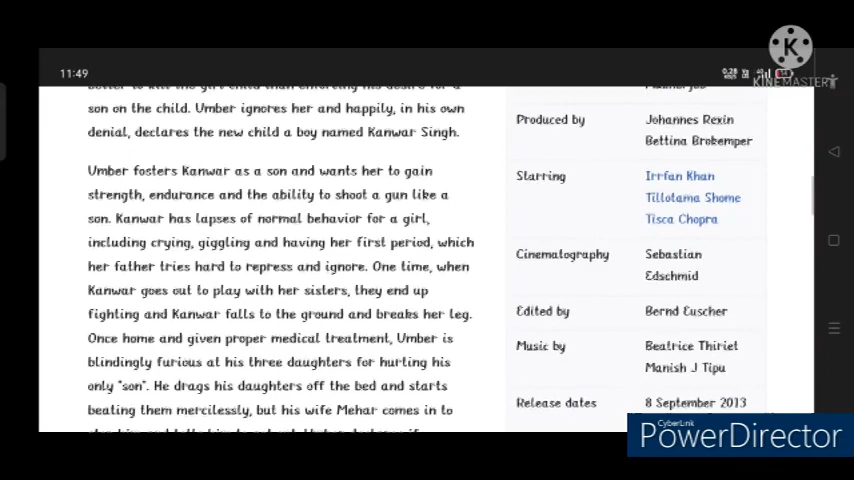 11:49
0.28
KINEMASTER
son on the child. Umber ignores her and happily, in his own
denial, declares the new child a boy named Kanwar Singh.
Umber fosters Kanwar as a son and wants her to gain
strength, endurance and the ability to shoot a gun like a
son. Kanwar has lapses of normal behavior for a girl,
including crying, giggling and having her first period, which
her father tries hard to repress and ignore. One time, when
Kanwar goes out to play with her sisters, they end up
fighting and Kanwar falls to the ground and breaks her leg.
Once home and given proper medical treatment, Umber is
blindingly furious at his three daughters for hurting his
only "son". He drags his daughters off the bed and starts
beating them mercilessly, but his wife Mehar comes in to
Produced by
Johannes Rexin
Bettina Brokemper
Starring
Irrfan Khan
Tillotama Shome
Tisca Chopra
Cinematography
Sebastian
Edschmid
Edited by
Bernd Euscher
Music by
Beatrice Thiriet
Manish J Tipu
Release dates
8 September 2013
CyberLink
PowerDirector